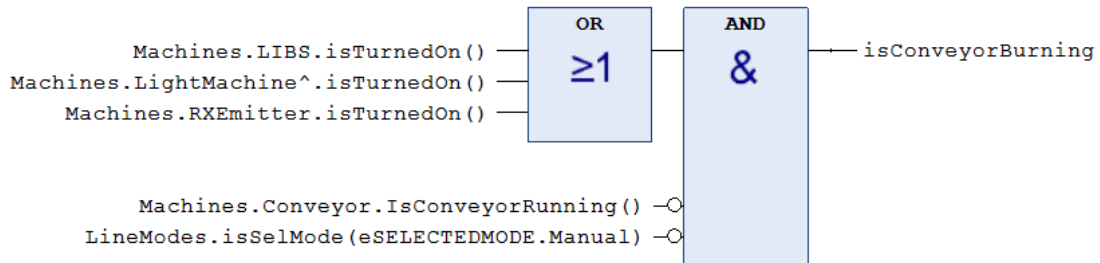 OR
AND
Machines.LIBS.isTurnedOn()
≥1
&
isConveyorBurning
Machines.LightMachine^.isTurnedOn()
Machines.RXEmitter.isTurnedOn()
Machines.Conveyor.IsConveyorRunning()
LineModes.isSelMode(eSELECTEDMODE.Manual)